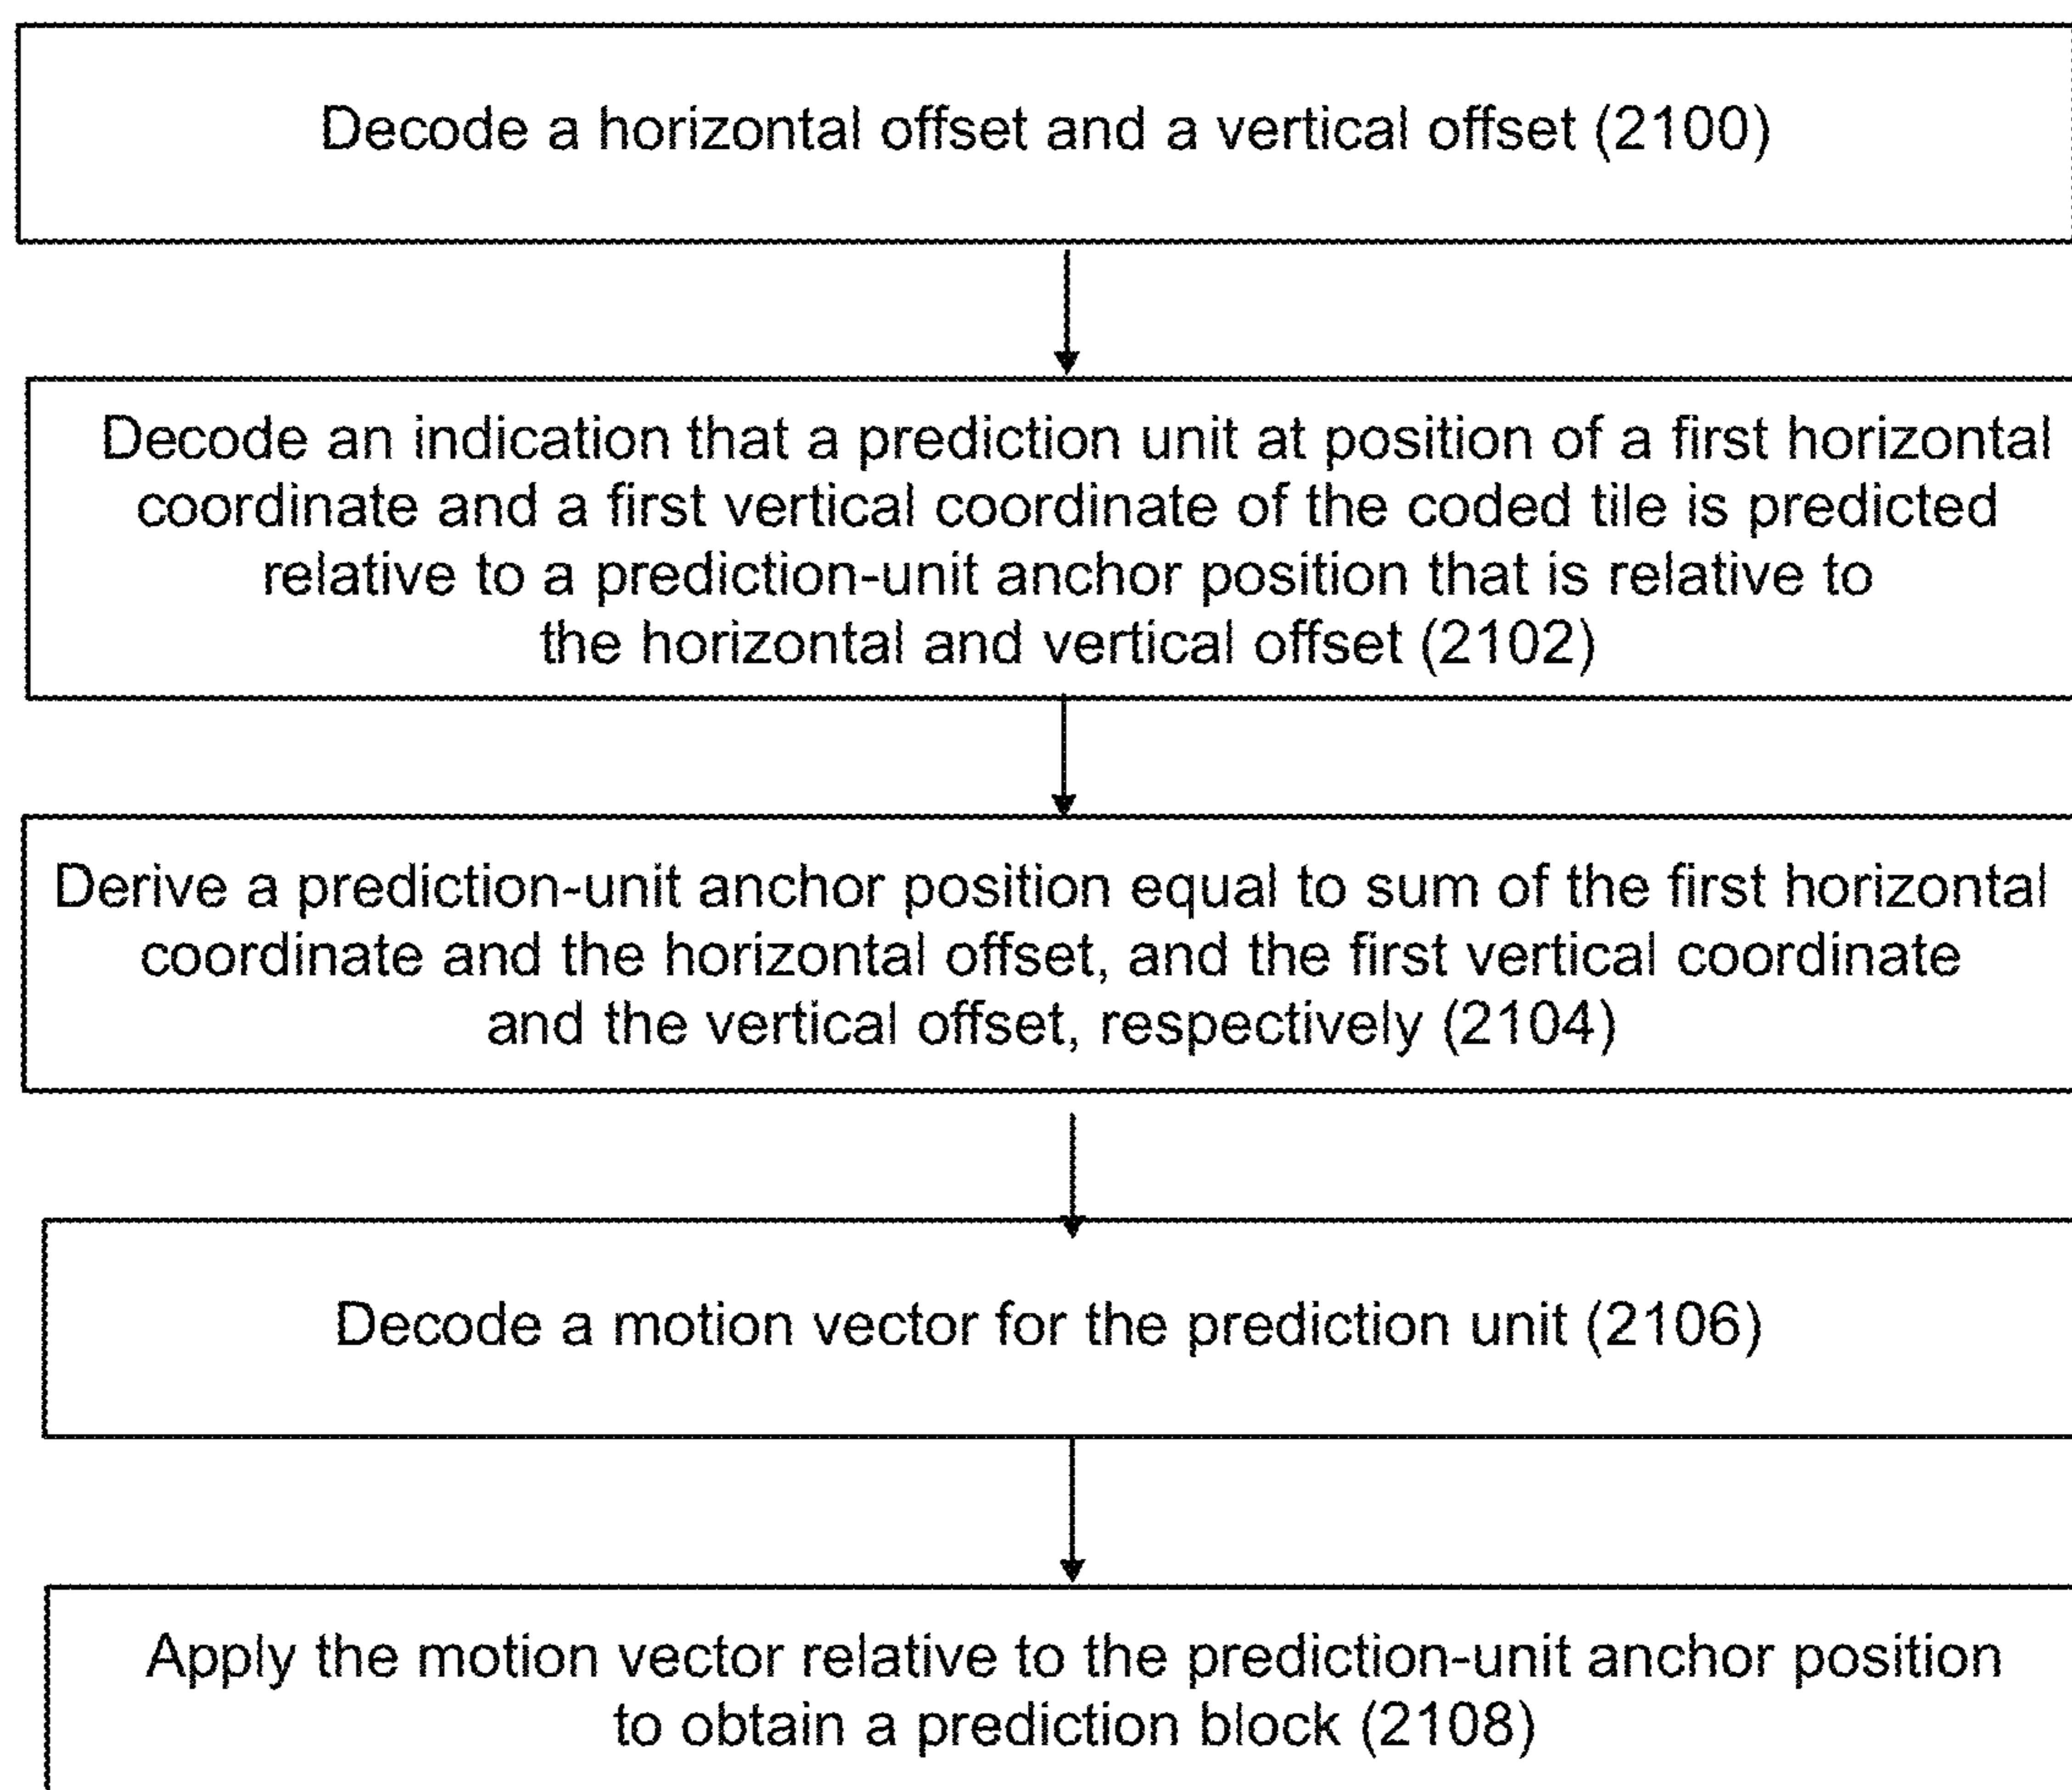 Decode a horizontal offset and a vertical offset (2100)
Decode an indication that a prediction unit at position of a first horizontal
coordinate and a first vertical coordinate of the coded tile is predicted
relative to a prediction-unit anchor position that is relative to
the horizontal and vertical offset (2102)
Derive a prediction-unit anchor position equal to sum of the first horizontal
coordinate and the horizontal offset, and the first vertical coordinate
and the vertical offset, respectively (2104)
Decode a motion vector for the prediction unit (2106)
Apply the motion vector relative to the prediction-unit anchor position
to obtain a prediction block (2108)